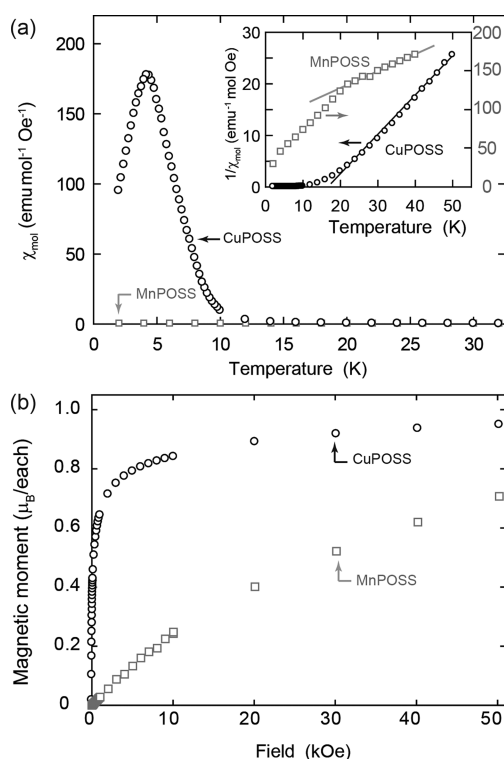 (a)
200
150
100
50
0
χmol (emu mol-1 Oe-1)
0 5 10 15 20 25 30
Temperature (K)
CuPOSS
MnPOSS
30
25
20
10
0
1/χmol (emu-1 mol Oe)
200
150
100
50
0
0 10 20 30 40 50
Temperature (K)
MnPOSS
CuPOSS
(b)
1.0
0.8
0.6
0.4
0.2
0
Magnetic moment (μB/each)
0 10 20 30 40 50
Field (kOe)
CuPOSS
MnPOSS